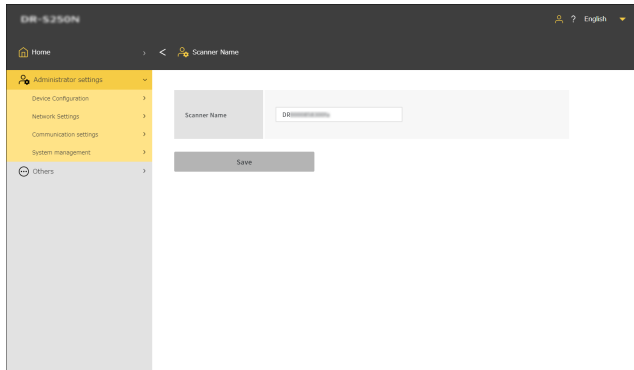 DR-S250N
? English
Home
Scanner Name
Administrator settings
Device Configuration
Network Settings
Communication settings
System management
Others
Scanner Name
DR
Save